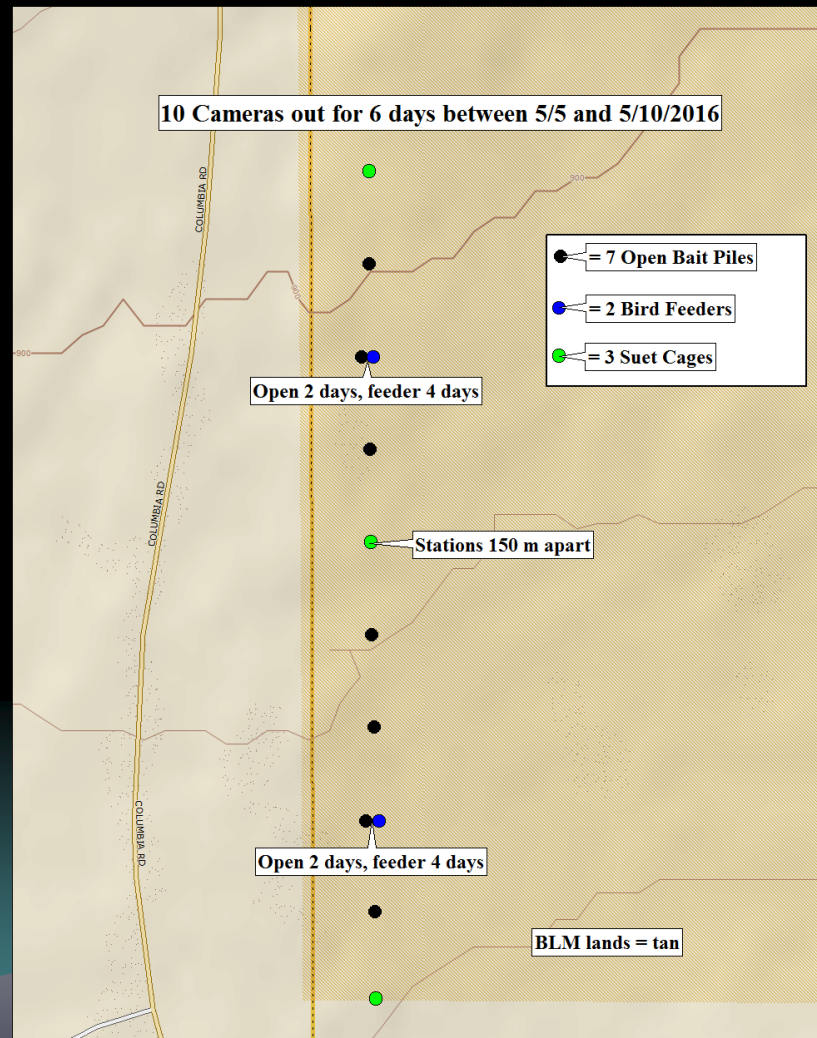 10 Cameras out for 6 days between 5/5 and 5/10/2016
COLUMBIA RD
900
= 7 Open Bait Piles
= 2 Bird Feeders
900
900
= 3 Suet Cages
Open 2 days, feeder 4 days
COLUMBIA RD
Stations 150 m apart
COLUMBIA RD
Open 2 days, feeder 4 days
BLM lands = tan